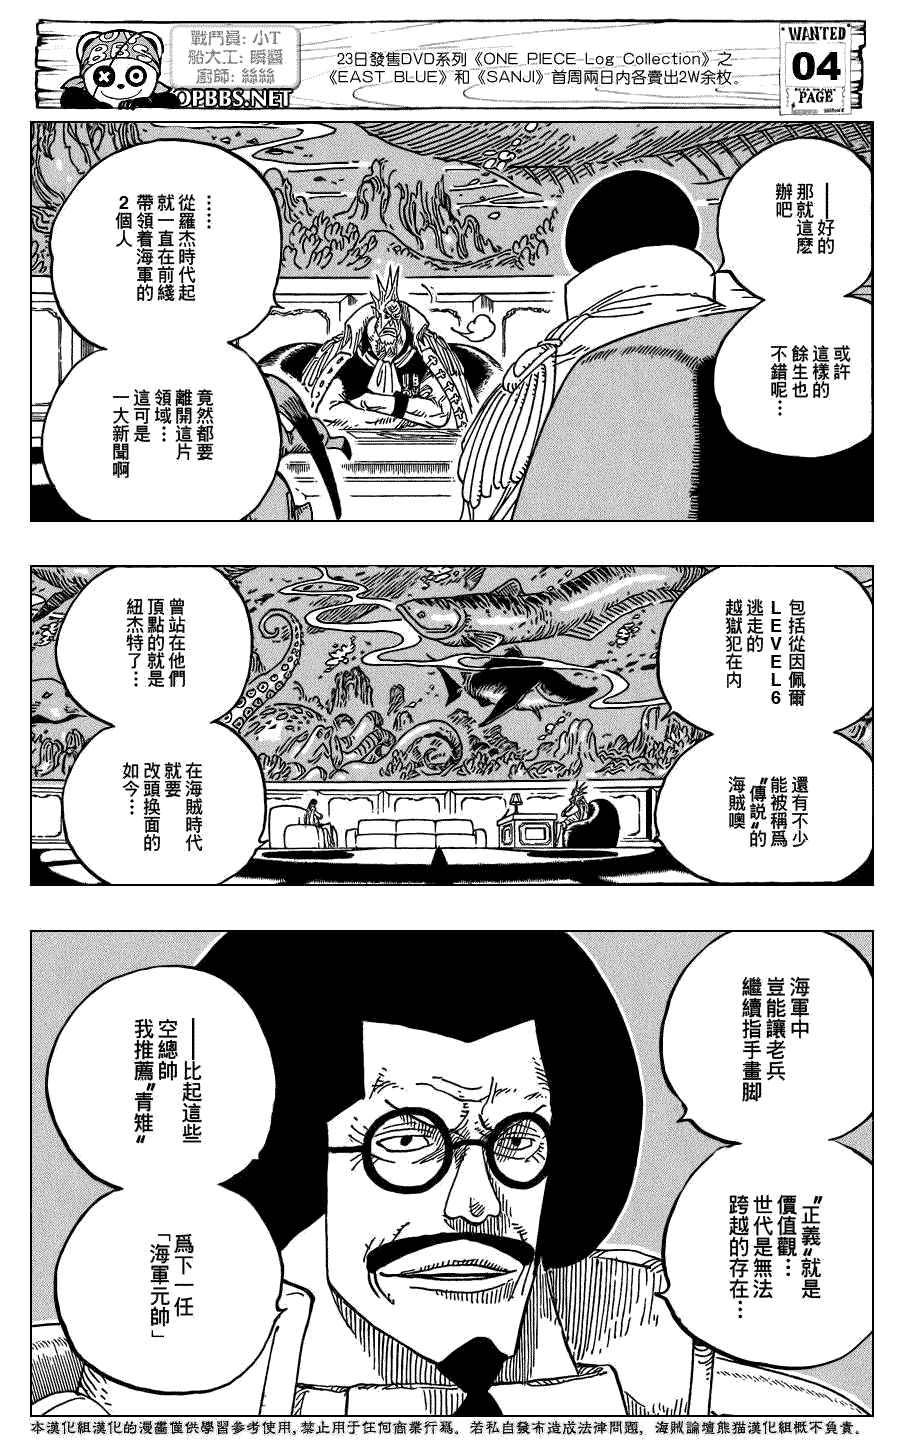 戰鬥員: 小T
船大工: 瞬醬
廚師: 絲絲
OPBBS.NET
23日發售DVD系列《ONE PIECE Log Collection》之
《EAST BLUE》和《SANJI》首周兩日内各賣出2W余枚。
WANTED
04
PAGE
——好的
那就這麽
辦吧
或許
這樣的
餘生也
不錯呢…
……
從羅杰時代起
就一直在前綫
帶領着海軍的
2個人
竟然都要
離開這片
領域…
這可是
一大新聞啊
包括從因佩爾
LEVEL6
逃走的
越獄犯在内
還有不少
能被稱爲
〝傳説〞的
海賊噢
曾站在他們
頂點的就是
紐杰特了…
在海賊時代
就要
改頭換面的
如今…
海軍中
豈能讓老兵
繼續指手畫脚
〝正義〞就是
價值觀…
世代是無法
跨越的存在…
——比起這些
空總帥
我推薦〝青雉〞
爲下一任
「海軍元帥」
本漢化組漢化的漫畫僅供學習參考使用,禁止用于任何商業行爲。若私自發布造成法律問題，海賊論壇熊猫漢化組概不負責。